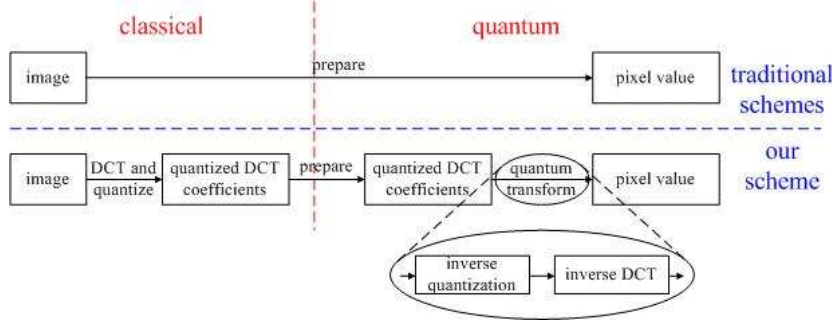 classical
quantum
image
prepare
pixel value
traditional
schemes
image
DCT and
quantize
quantized DCT
coefficients
prepare
quantized DCT
coefficients
quantum
transform
pixel value
our
scheme
inverse
quantization
inverse DCT